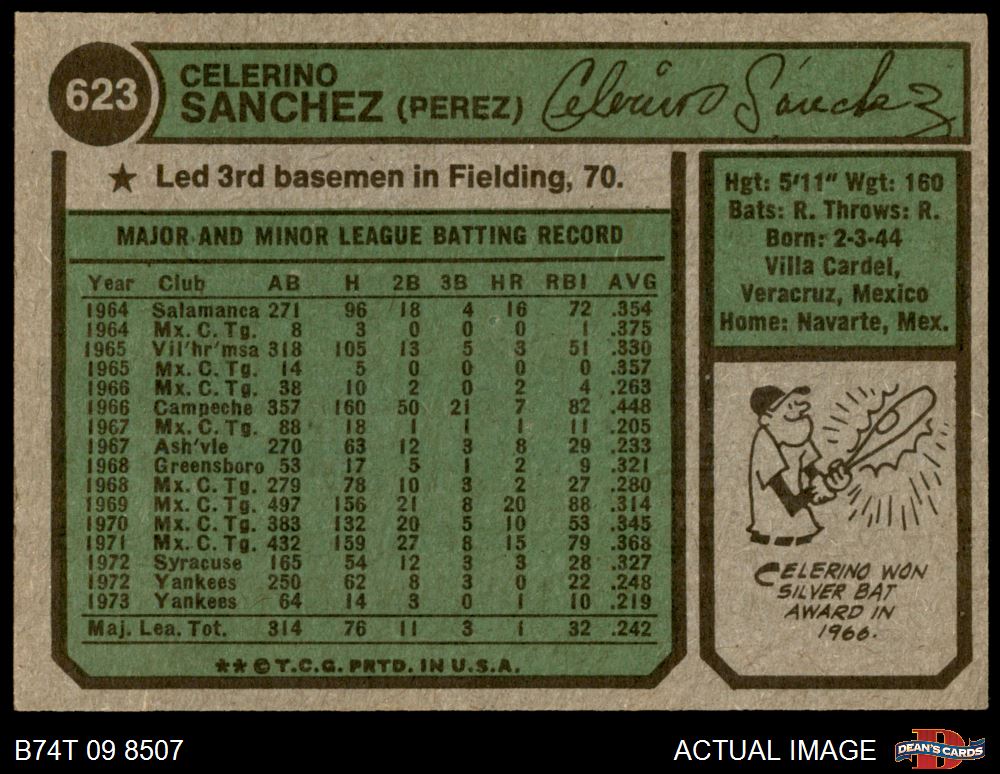 623
CELERINO
SANCHEZ (PEREZ)
Celerino Sánchez
★ Led 3rd basemen in Fielding, 70.
MAJOR AND MINOR LEAGUE BATTING RECORD
Year Club AB H 2B 3B HR RBI AVG
1964 Salamanca 271 96 18 4 16 72 .354
1964 Mx. C. Tg. 8 3 0 0 0 1 .375
1965 Vil'hr'msa 318 105 13 5 3 51 .330
1965 Mx. C. Tg. 14 5 0 0 0 0 .357
1966 Mx. C. Tg. 38 10 2 0 2 4 .263
1966 Campeche 357 160 50 21 7 82 .448
1967 Mx. C. Tg. 88 18 1 1 1 11 .205
1967 Ash'vle 270 63 12 3 8 29 .233
1968 Greensboro 53 17 5 1 2 9 .321
1968 Mx. C. Tg. 279 78 10 3 2 27 .280
1969 Mx. C. Tg. 497 156 21 8 20 88 .314
1970 Mx. C. Tg. 383 132 20 5 10 53 .345
1971 Mx. C. Tg. 432 159 27 8 15 79 .368
1972 Syracuse 165 54 12 3 3 28 .327
1972 Yankees 250 62 8 3 0 22 .248
1973 Yankees 64 14 3 0 1 10 .219
Maj. Lea. Tot. 314 76 11 3 1 32 .242
**©T.C.G. PRTD. IN U.S.A.
Hgt: 5'11" Wgt: 160
Bats: R. Throws: R.
Born: 2-3-44
Villa Cardel,
Veracruz, Mexico
Home: Navarte, Mex.
CELERINO WON
SILVER BAT
AWARD IN
1966.
B74T 09 8507
ACTUAL IMAGE
DEAN'S CARDS